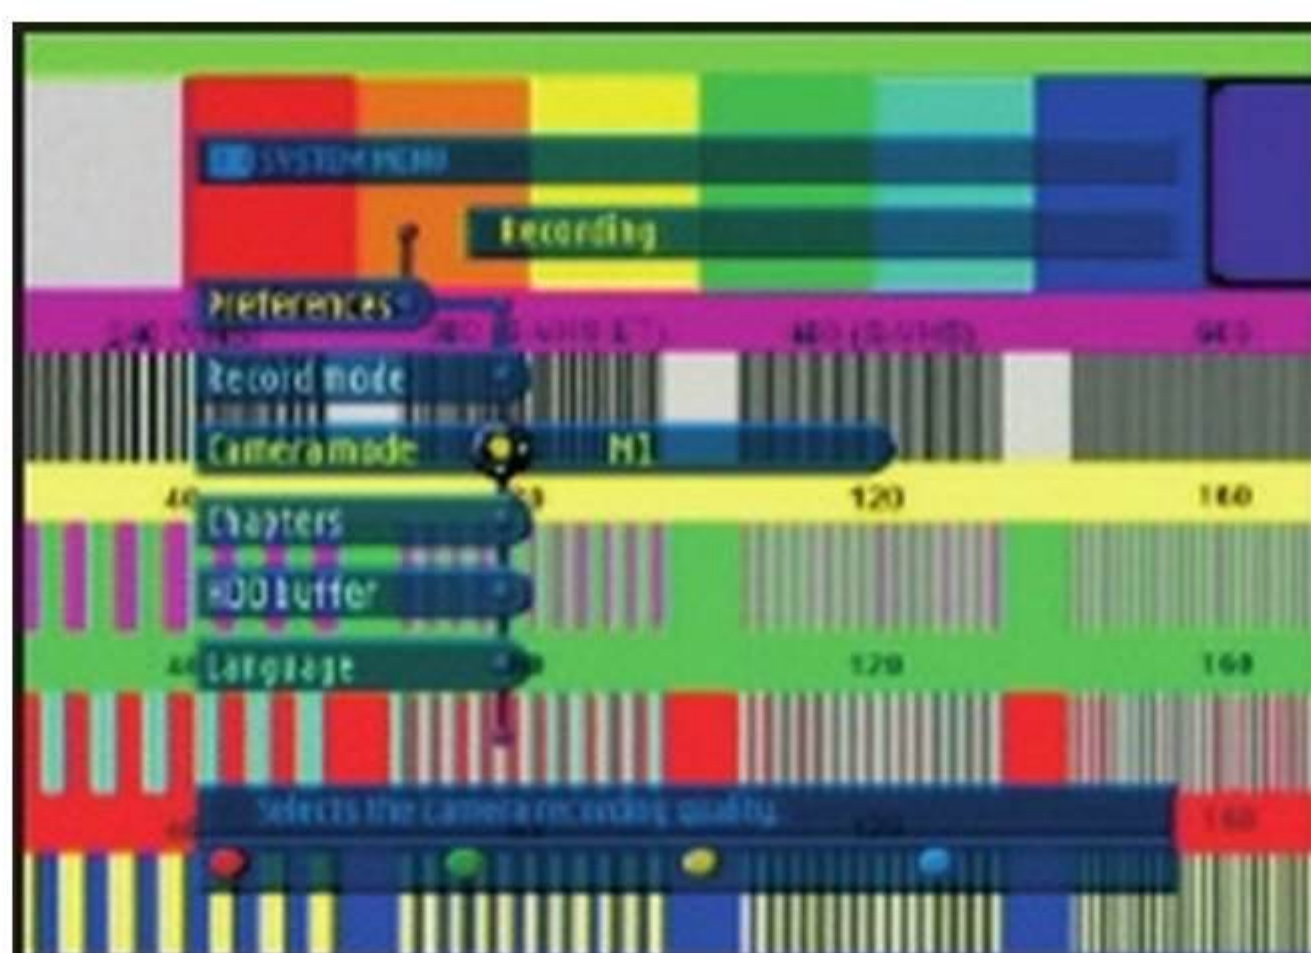 SYSTEM MENU
Recording
Preferences
Record mode
Camera mode M1
120 160
Chapters
HDD buffer
Language
120 160
Selects the camera recording quality.